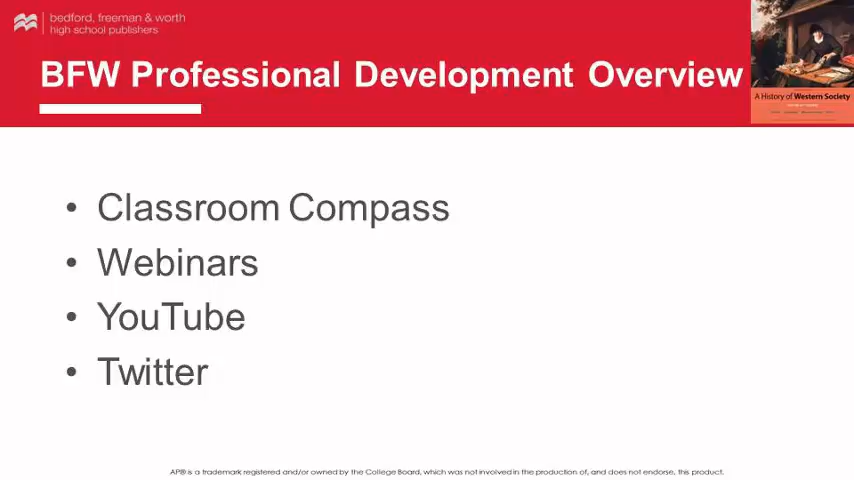 bedford, freeman & worth
high school publishers
BFW Professional Development Overview
A History of Western Society
• Classroom Compass
• Webinars
• YouTube
• Twitter
AP® is a trademark registered and/or owned by the College Board, which was not involved in the production of, and does not endorse, this product.